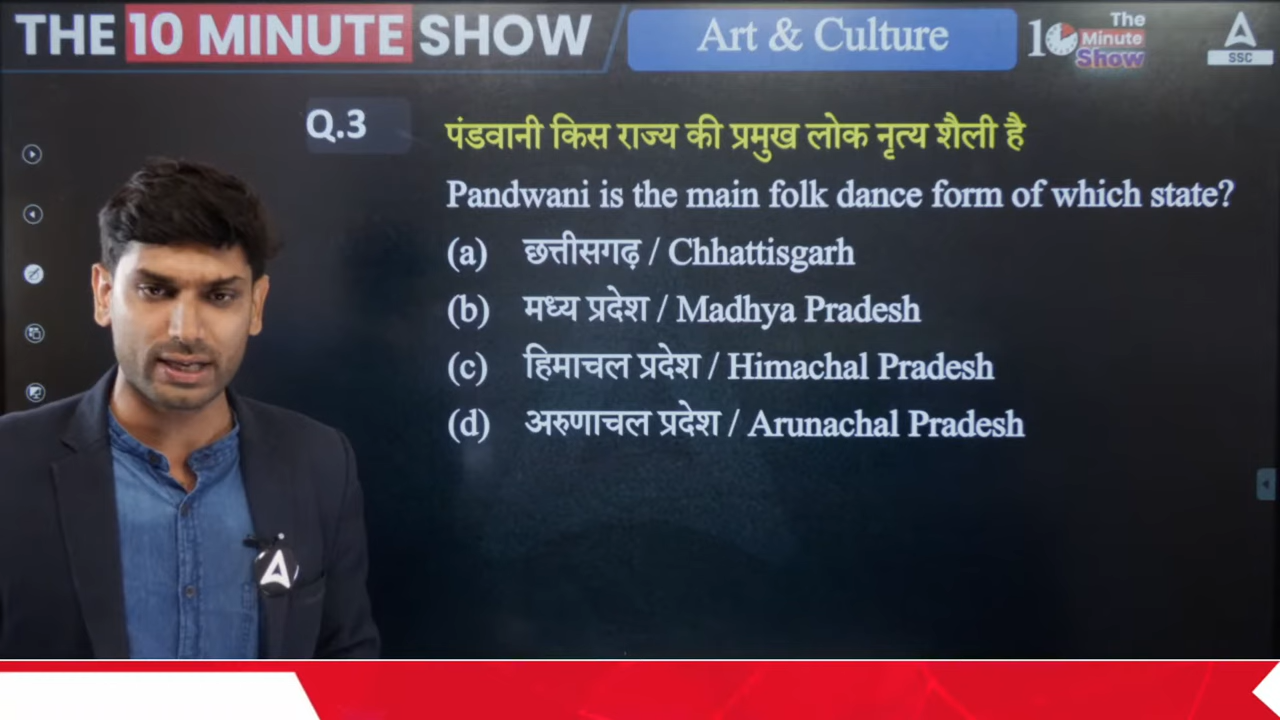 THE 10 MINUTE SHOW
Art & Culture
The
10 Minute
Show
SSC
Q.3
पंडवानी किस राज्य की प्रमुख लोक नृत्य शैली है
Pandwani is the main folk dance form of which state?
(a) छत्तीसगढ़ / Chhattisgarh
(b) मध्य प्रदेश / Madhya Pradesh
(c) हिमाचल प्रदेश / Himachal Pradesh
(d) अरुणाचल प्रदेश / Arunachal Pradesh